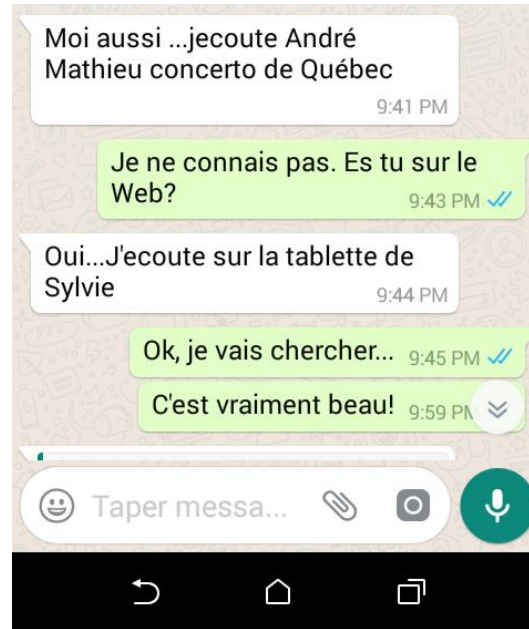 Moi aussi ...jecoute André
Mathieu concerto de Québec
9:41 PM
Je ne connais pas. Es tu sur le
Web?
9:43 PM
Oui...J'ecoute sur la tablette de
Sylvie
9:44 PM
Ok, je vais chercher... 9:45 PM
C'est vraiment beau! 9:59 PM
Taper messa...